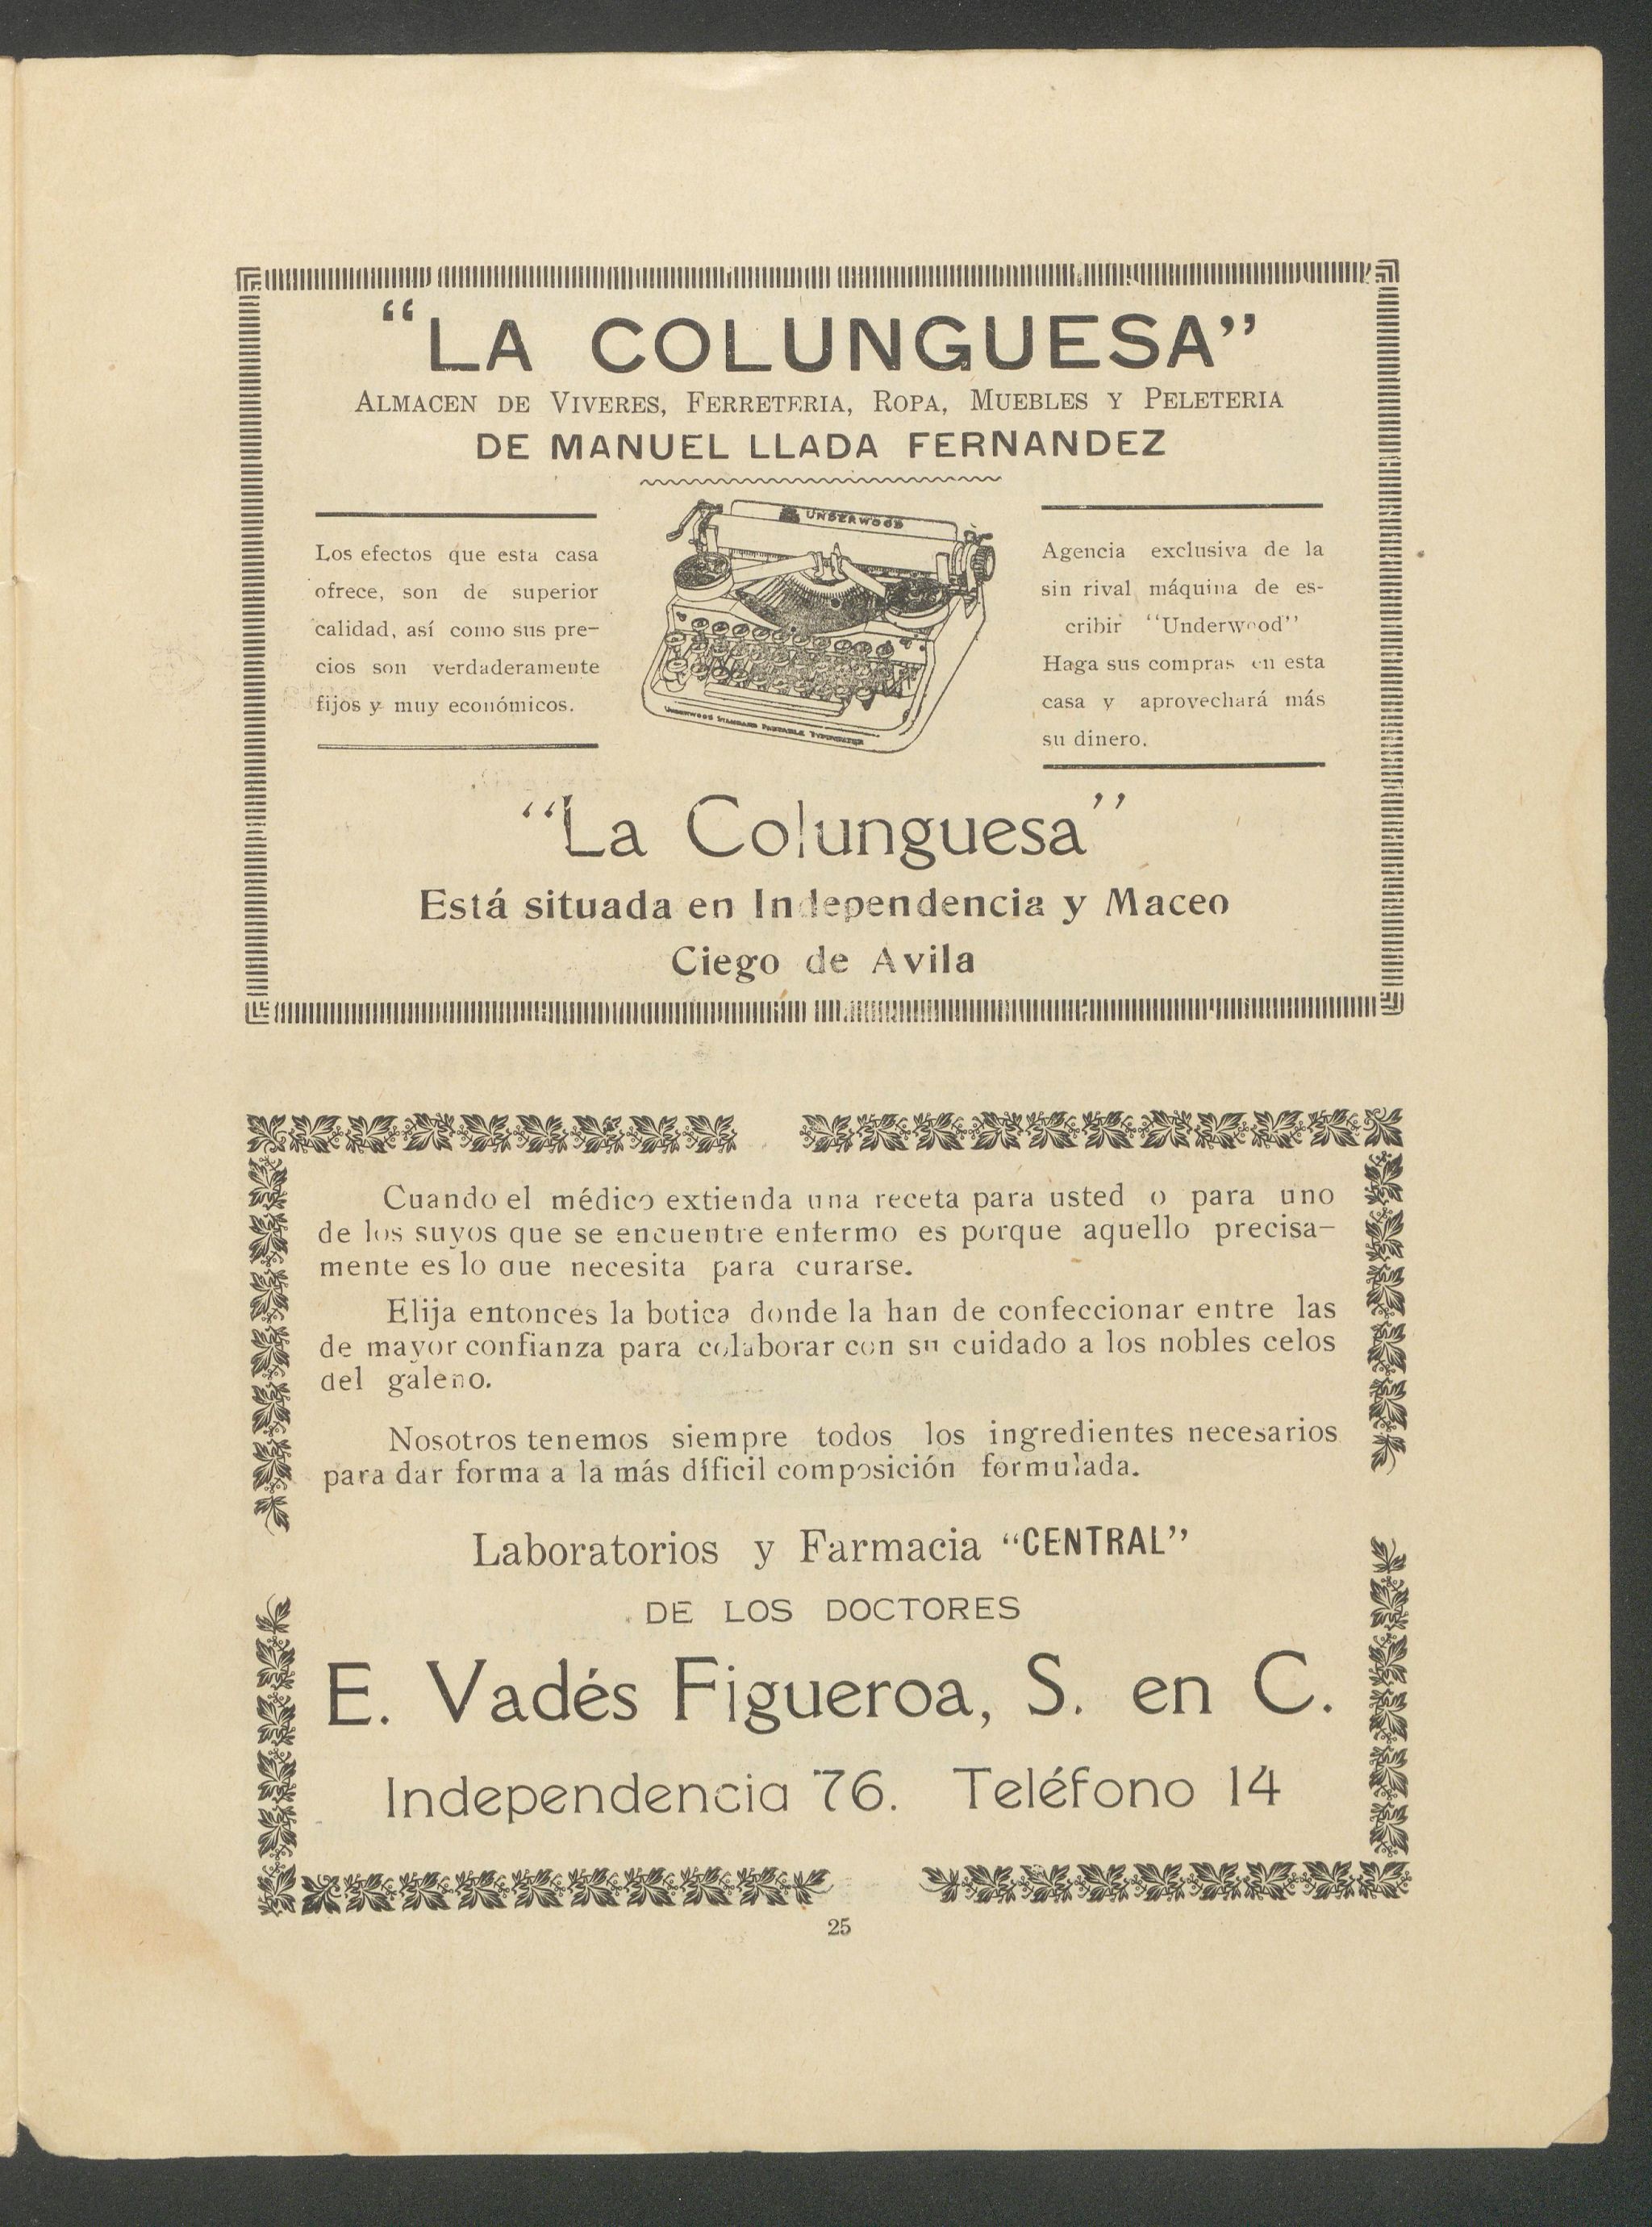 “LA COLUNGUESA”
ALMACEN DE VIVERES, FERRETERIA, ROPA, MUEBLES Y PELETERIA
DE MANUEL LLADA FERNANDEZ
Los efectos que esta casa
ofrece, son de superior
calidad, así como sus pre-
cios son verdaderamente
fijos y muy económicos.
UNDERWOOD
UNDERWOOD STANDARD PORTABLE TYPEWRITER
Agencia exclusiva de la
sin rival máquina de es-
cribir “Underwood”
Haga sus compras en esta
casa y aprovechará más
su dinero.
“La Colunguesa”
Está situada en Independencia y Maceo
Ciego de Avila
Cuando el médico extienda una receta para usted o para uno
de los suyos que se encuentre enfermo es porque aquello precisa-
mente es lo que necesita para curarse.
Elija entonces la botica donde la han de confeccionar entre las
de mayor confianza para colaborar con su cuidado a los nobles celos
del galeno.
Nosotros tenemos siempre todos los ingredientes necesarios
para dar forma a la más díficil composición formulada.
Laboratorios y Farmacia “CENTRAL”
DE LOS DOCTORES
E. Vadés Figueroa, S. en C.
Independencia 76. Teléfono 14
25